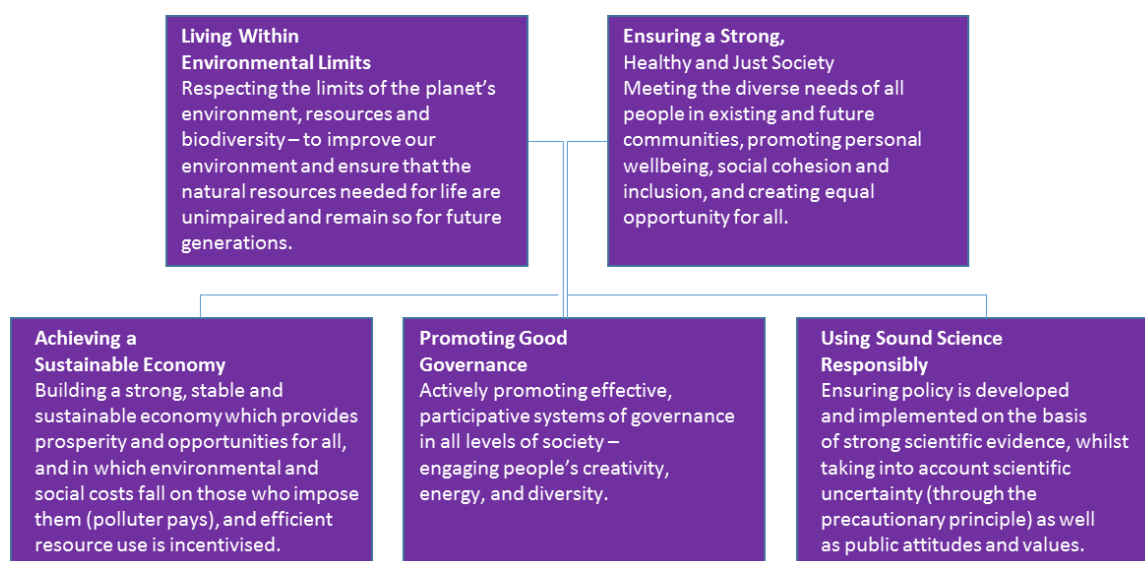 Living Within
Environmental Limits
Respecting the limits of the planet's
environment, resources and
biodiversity – to improve our
environment and ensure that the
natural resources needed for life are
unimpaired and remain so for future
generations.
Ensuring a Strong,
Healthy and Just Society
Meeting the diverse needs of all
people in existing and future
communities, promoting personal
wellbeing, social cohesion and
inclusion, and creating equal
opportunity for all.
Achieving a
Sustainable Economy
Building a strong, stable and
sustainable economy which provides
prosperity and opportunities for all,
and in which environmental and
social costs fall on those who impose
them (polluter pays), and efficient
resource use is incentivised.
Promoting Good
Governance
Actively promoting effective,
participative systems of governance
in all levels of society –
engaging people's creativity,
energy, and diversity.
Using Sound Science
Responsibly
Ensuring policy is developed
and implemented on the basis
of strong scientific evidence, whilst
taking into account scientific
uncertainty (through the
precautionary principle) as well
as public attitudes and values.